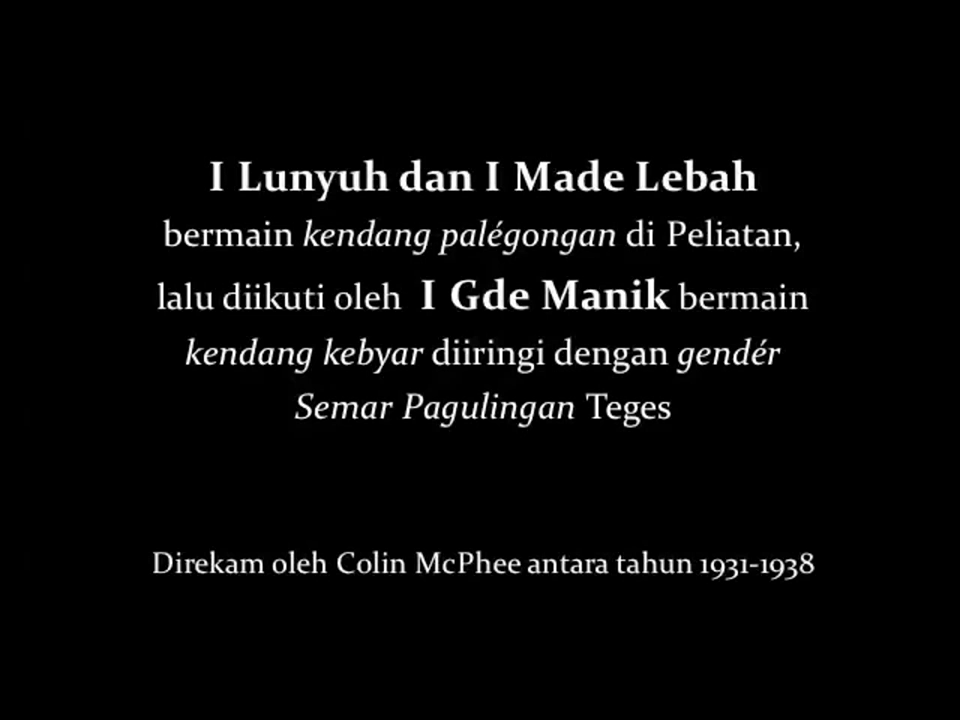 I Lunyuh dan I Made Lebah
bermain kendang palégongan di Peliatan,
lalu diikuti oleh I Gde Manik bermain
kendang kebyar diiringi dengan gendér
Semar Pagulingan Teges
Direkam oleh Colin McPhee antara tahun 1931-1938